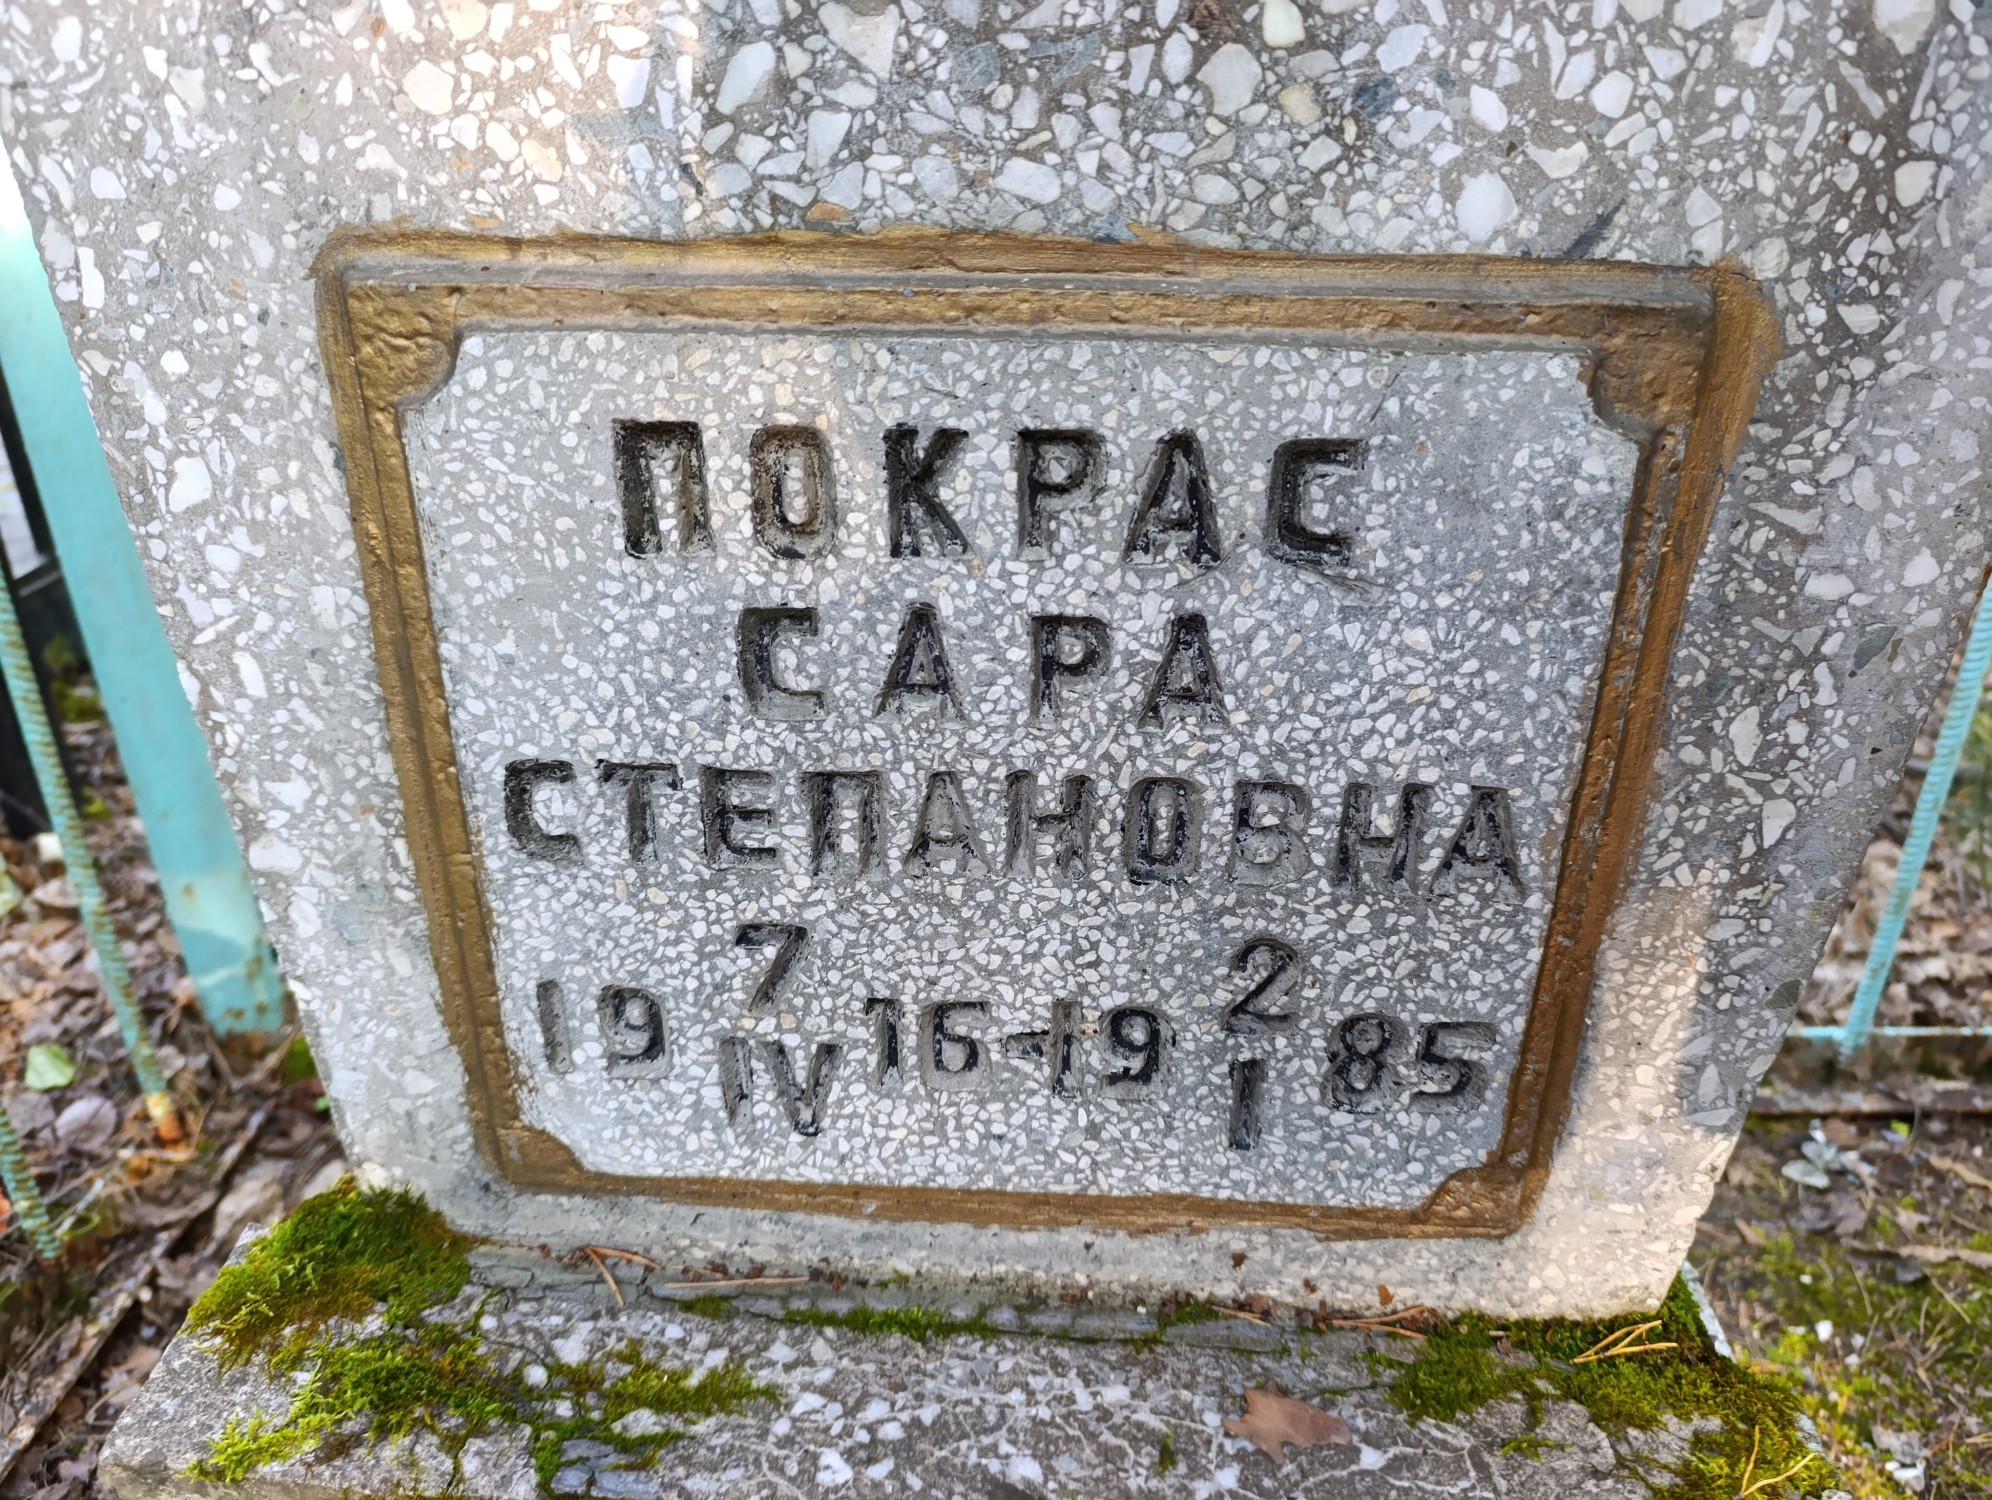 ПОКРАС
САРА
СТЕПАНОВНА
19 7/IV 16-19 2/I 85